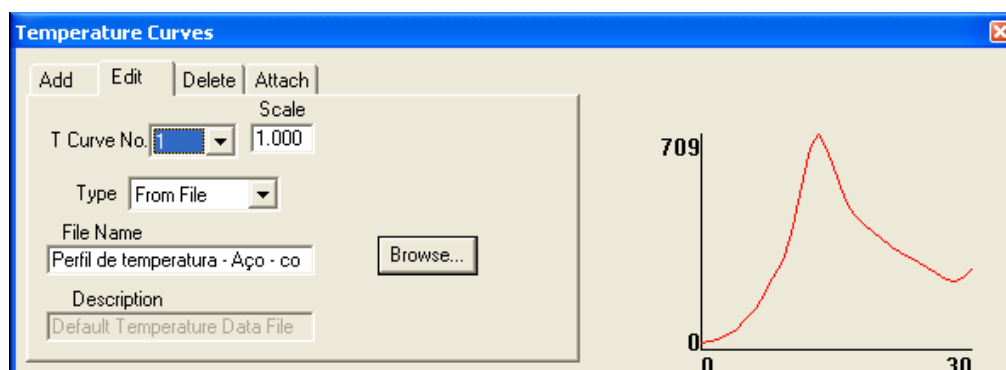 Temperature Curves
Add Edit Delete Attach
Scale
T Curve No. 1 1.000
Type From File
File Name
Perfil de temperatura - Aço - co
Browse...
Description
Default Temperature Data File
709
0
0 30